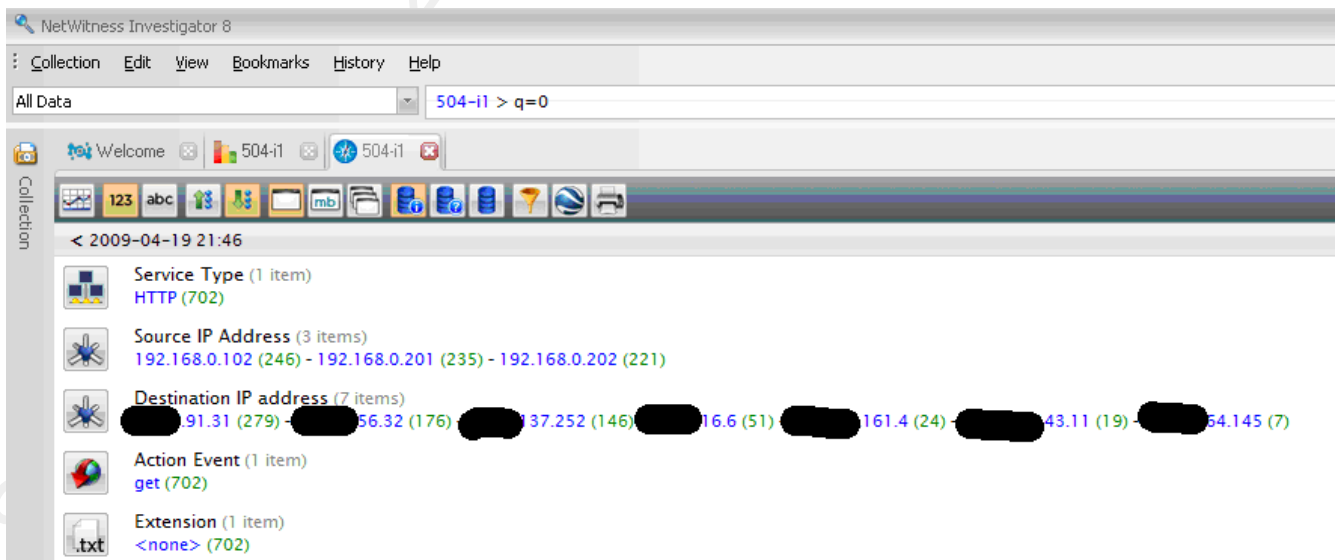 NetWitness Investigator 8
Collection Edit View Bookmarks History Help
All Data 504-i1 > q=0
Welcome 504-i1 504-i1
Collection
123 abc mb
< 2009-04-19 21:46
Service Type (1 item)
HTTP (702)
Source IP Address (3 items)
192.168.0.102 (246) - 192.168.0.201 (235) - 192.168.0.202 (221)
Destination IP address (7 items)
.91.31 (279) - 56.32 (176) 137.252 (146) 16.6 (51) 161.4 (24) - 43.11 (19) - 54.145 (7)
Action Event (1 item)
get (702)
Extension (1 item)
.txt <none> (702)